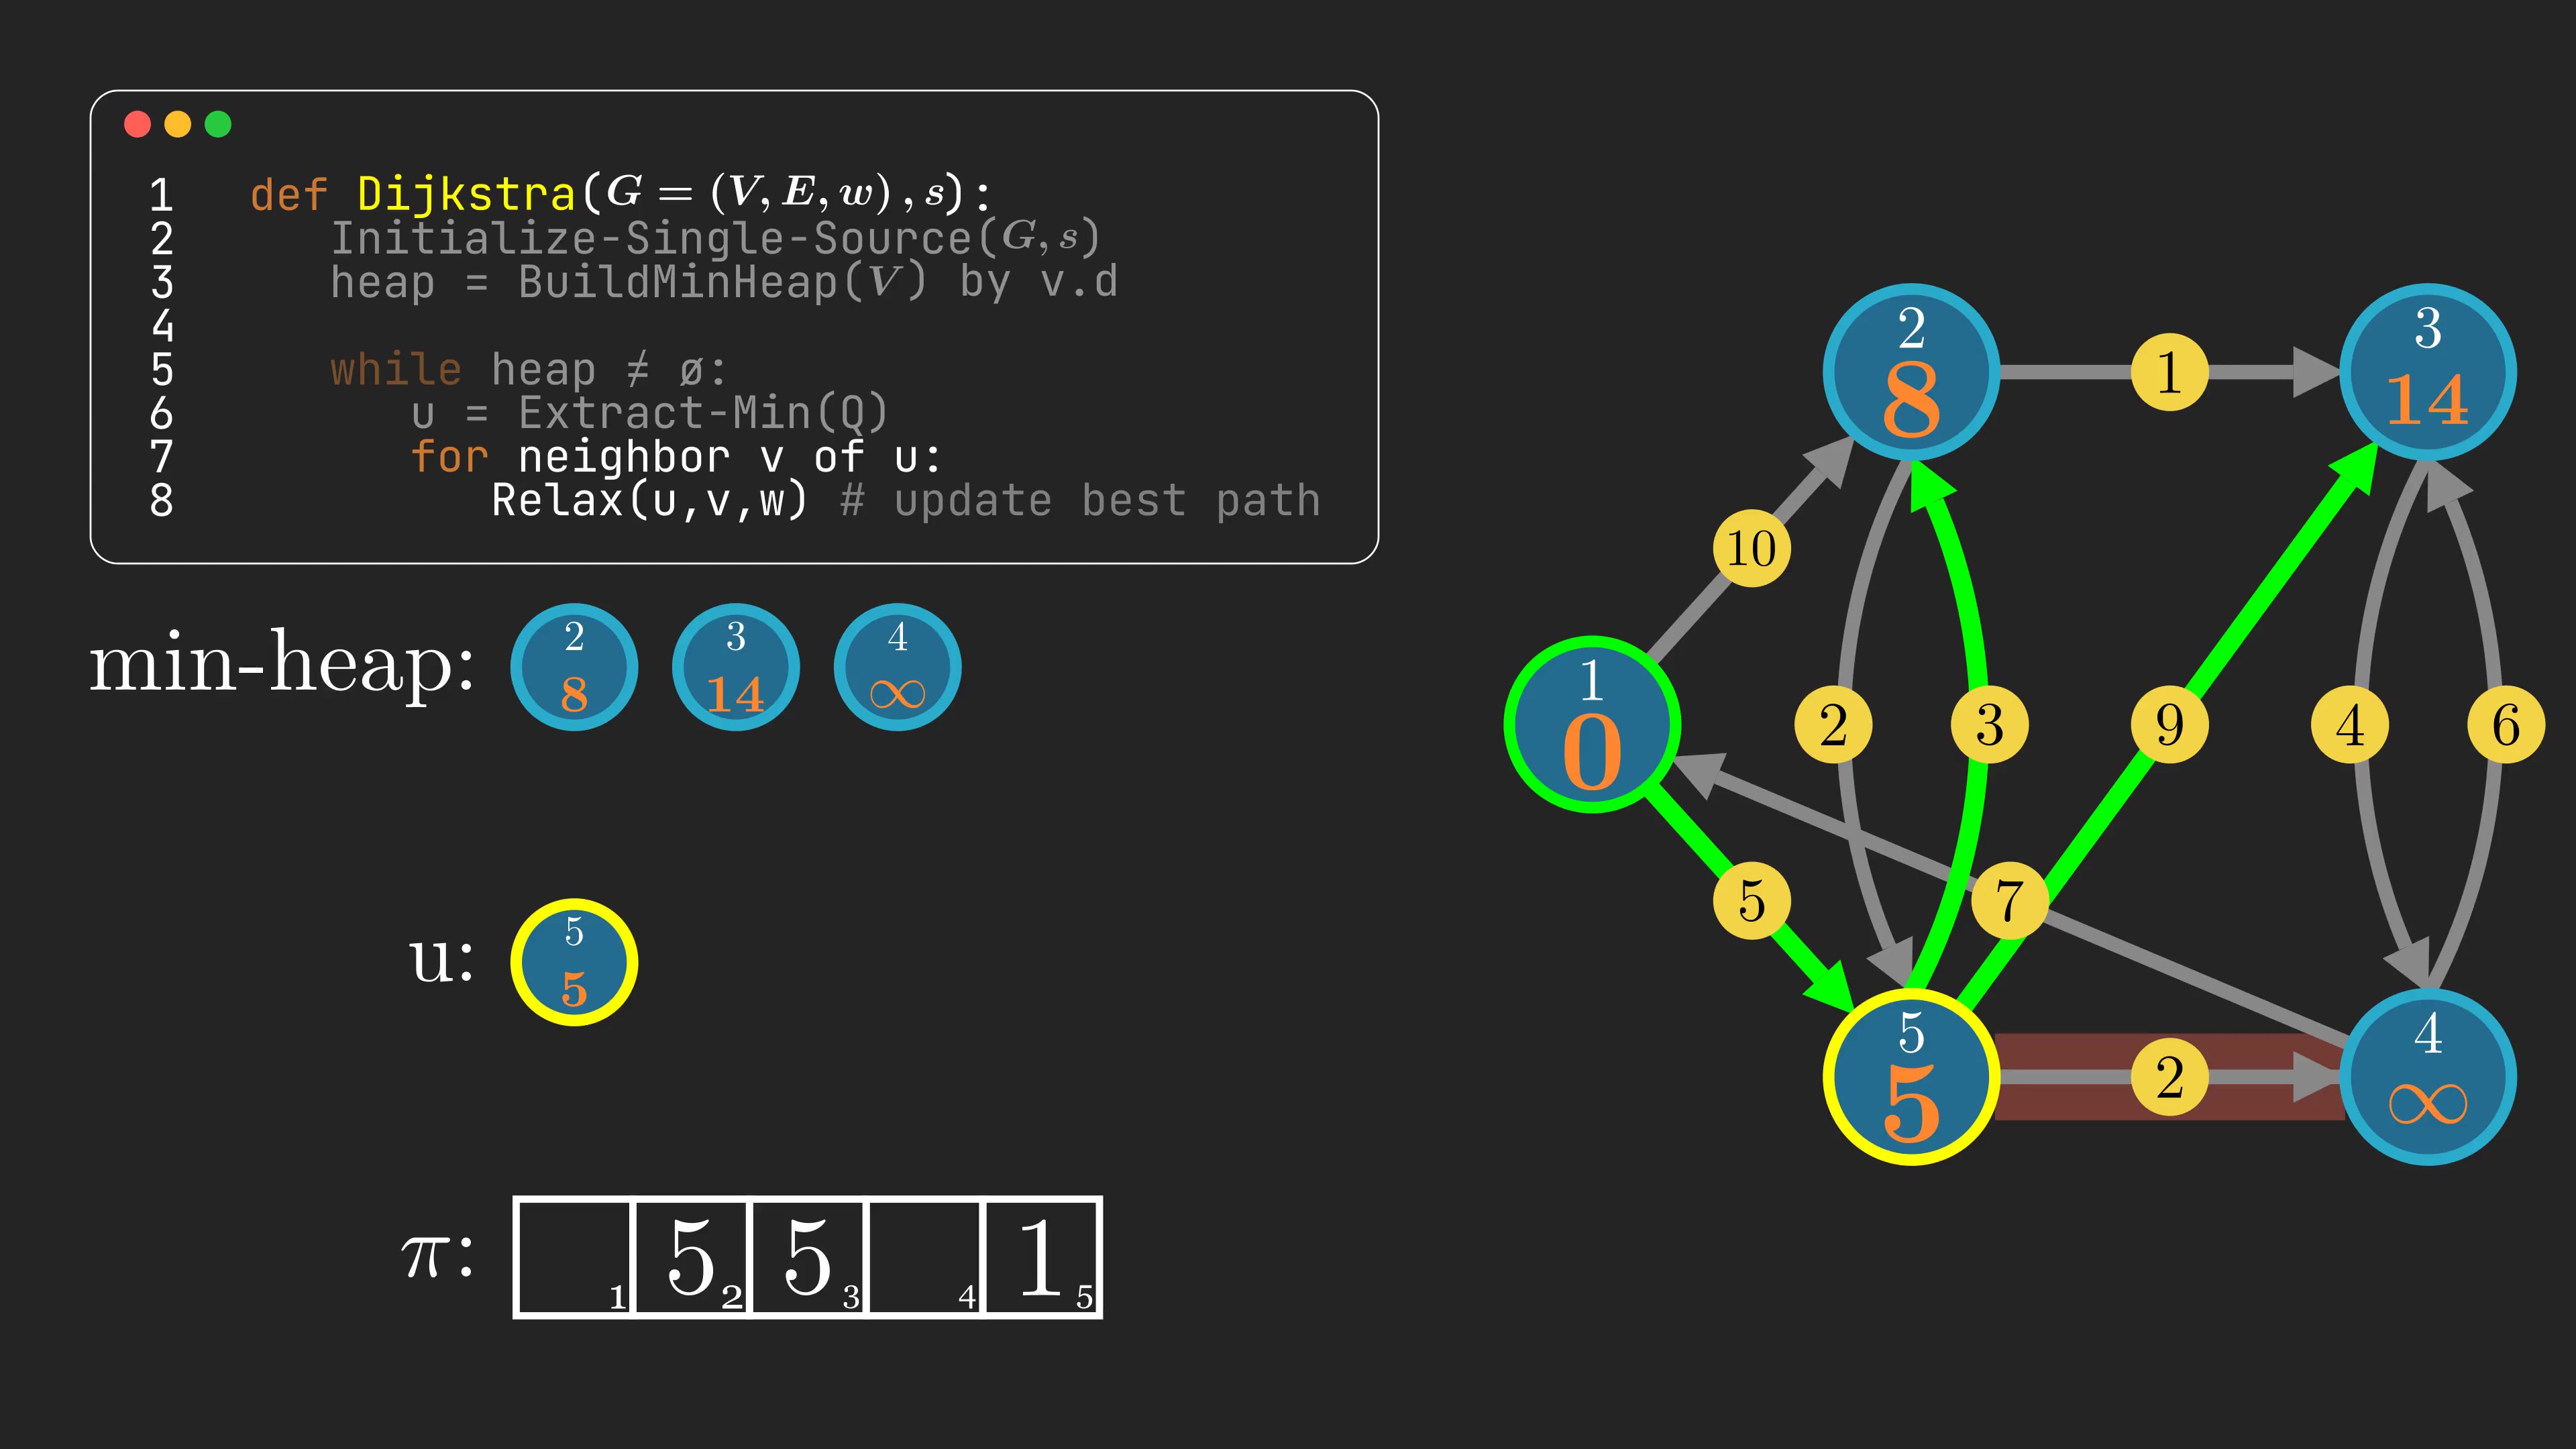 1 def Dijkstra(G = (V, E, w), s):
2 Initialize-Single-Source(G, s)
3 heap = BuildMinHeap(V) by v.d
4
5 while heap ≠ ø:
6 u = Extract-Min(Q)
7 for neighbor v of u:
8 Relax(u,v,w) # update best path
min-heap: 2 8 3 14 4 ∞
u: 5 5
π: 1 5 2 5 3 4 1 5
2 8
1
3 14
10
1 0
2
3
9
4
6
5
7
5 5
2
4 ∞